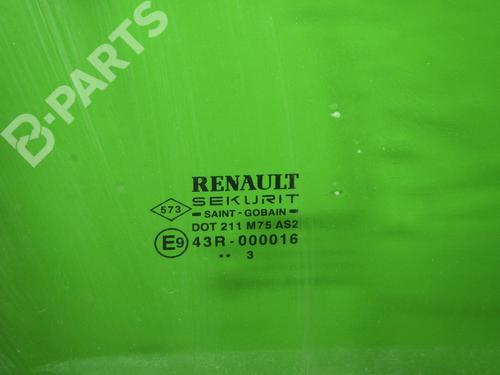 B-PARTS
RENAULT
SEKURIT
573
SAINT-GOBAIN
DOT 211 M75 AS2
E9 43R-000016
.. 3